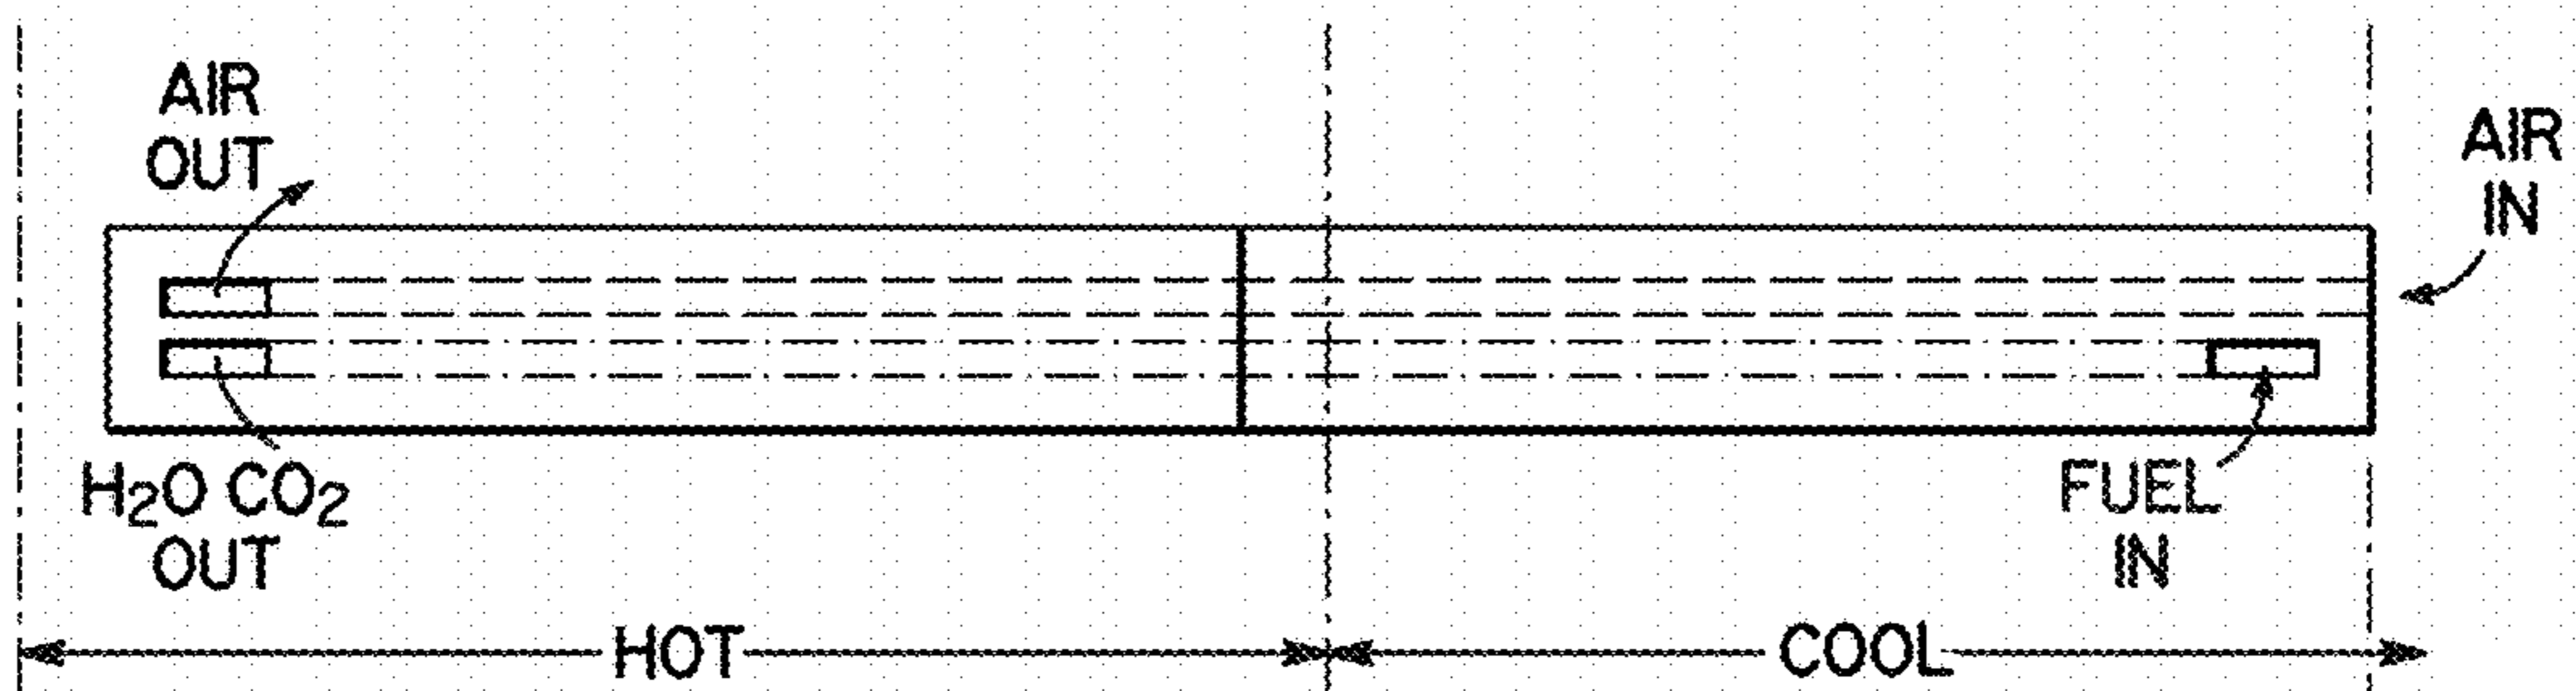 AIR
OUT
AIR
IN
H2O CO2
OUT
FUEL
IN
HOT
COOL